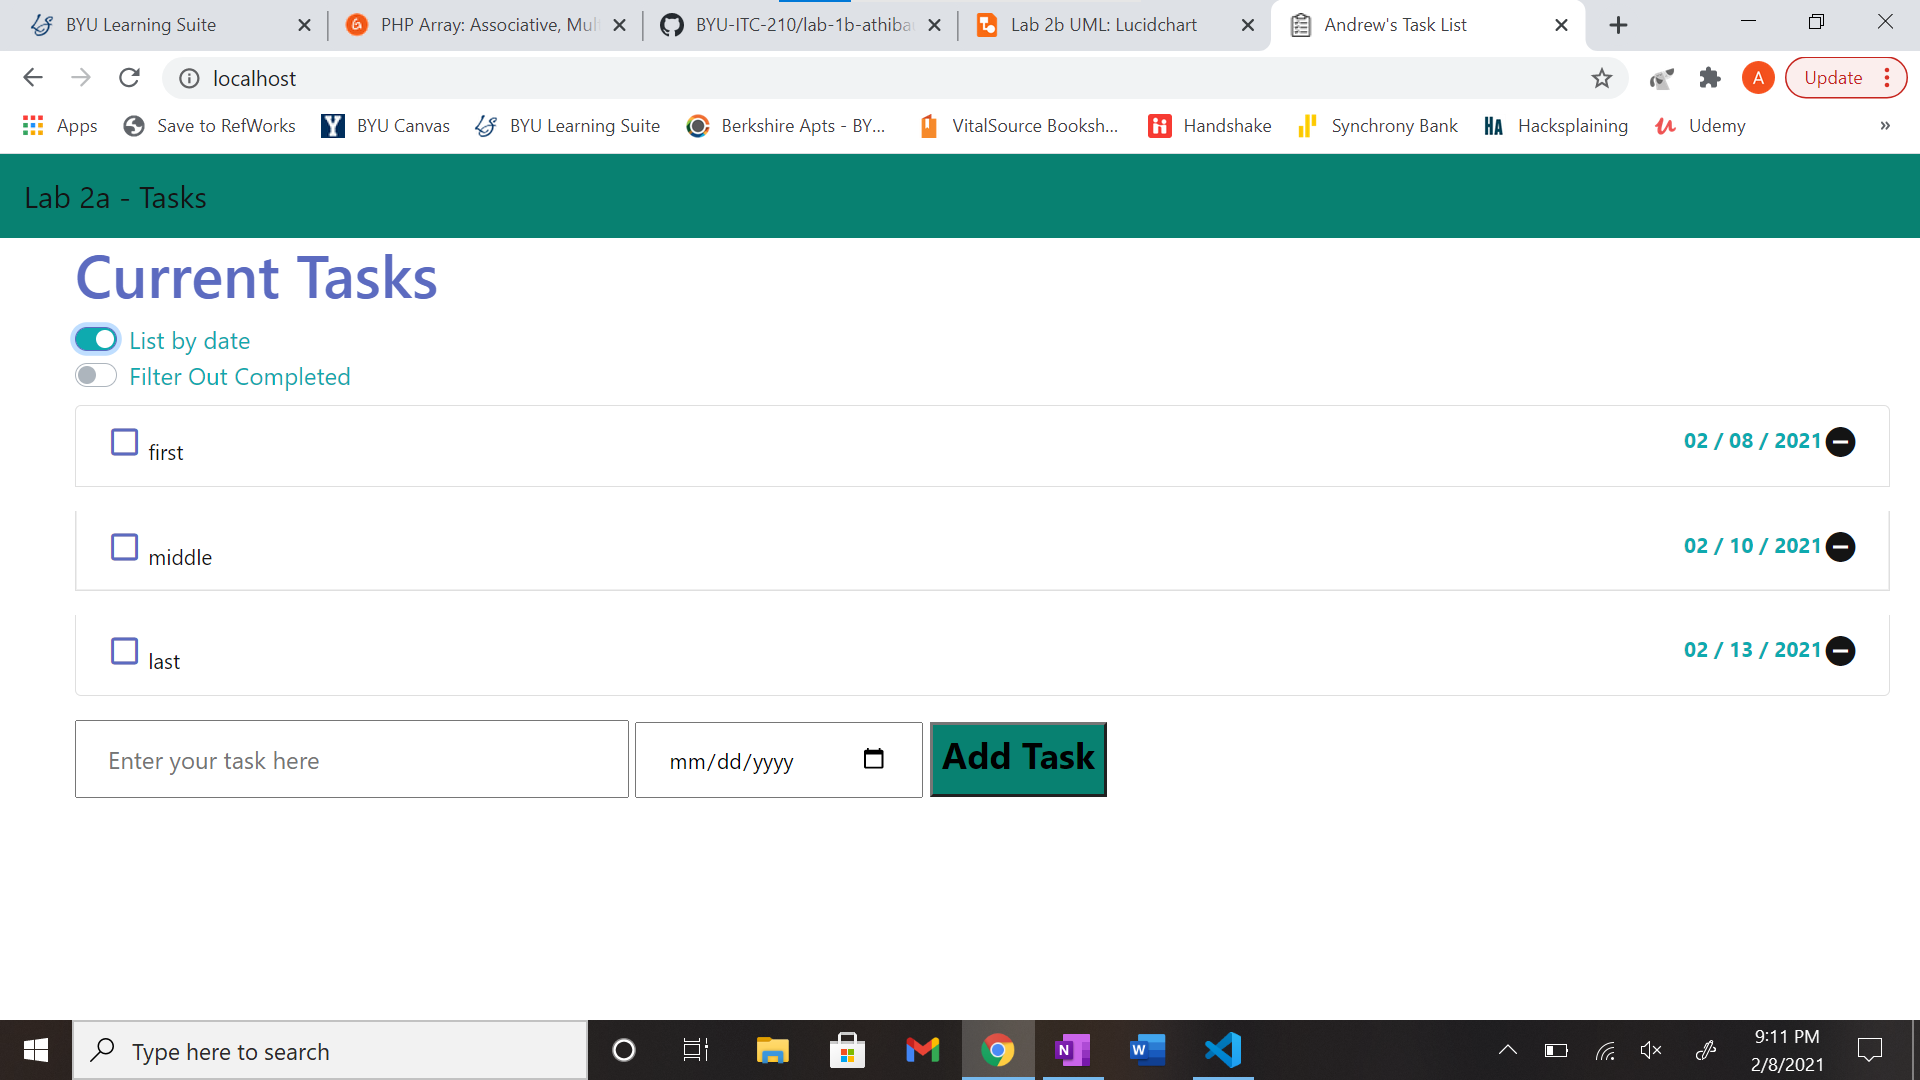 BYU Learning Suite
PHP Array: Associative, Mul
BYU-ITC-210/lab-1b-athiba
Lab 2b UML: Lucidchart
Andrew's Task List
localhost
A
Update
Apps
Save to RefWorks
BYU Canvas
BYU Learning Suite
Berkshire Apts - BY...
VitalSource Booksh...
Handshake
Synchrony Bank
HA Hacksplaining
Udemy
»
Lab 2a - Tasks
Current Tasks
List by date
Filter Out Completed
first
02 / 08 / 2021
middle
02 / 10 / 2021
last
02 / 13 / 2021
Enter your task here
mm/dd/yyyy
Add Task
Type here to search
9:11 PM
2/8/2021